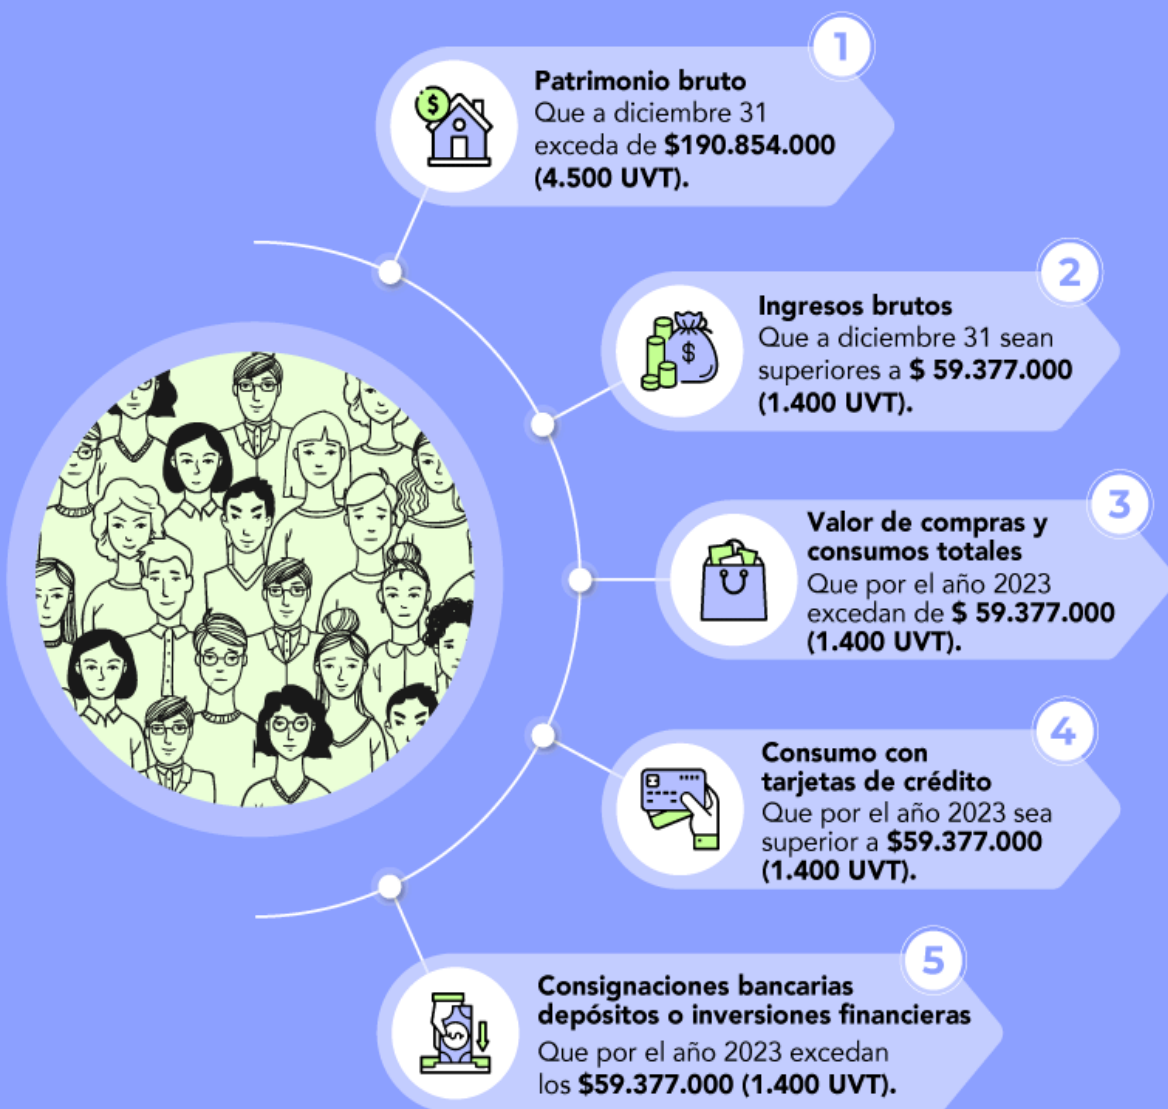 1
Patrimonio bruto
Que a diciembre 31
exceda de $190.854.000
(4.500 UVT).
2
Ingresos brutos
Que a diciembre 31 sean
superiores a $ 59.377.000
(1.400 UVT).
3
Valor de compras y
consumos totales
Que por el año 2023
excedan de $ 59.377.000
(1.400 UVT).
4
Consumo con
tarjetas de crédito
Que por el año 2023 sea
superior a $59.377.000
(1.400 UVT).
5
Consignaciones bancarias
depósitos o inversiones financieras
Que por el año 2023 excedan
los $59.377.000 (1.400 UVT).